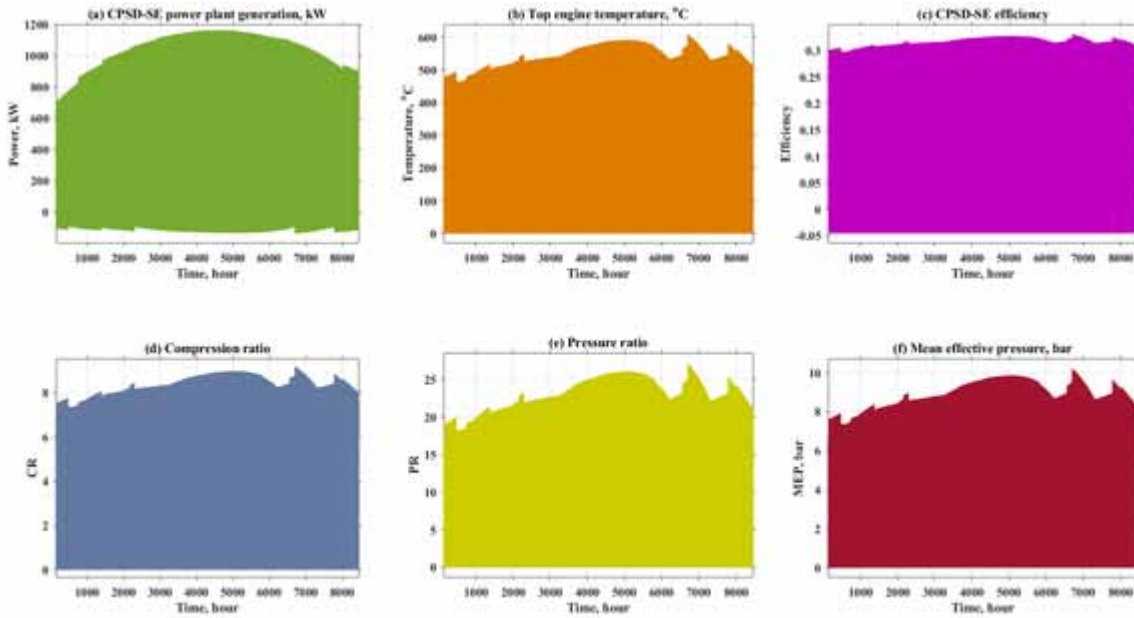 (a) CPSD-SE power plant generation, kW
1200
1000
800
600
400
200
0
Power, kW
1000 2000 3000 4000 5000 6000 7000 8000
Time, hour
(b) Top engine temperature, °C
600
500
400
300
200
100
0
Temperature, °C
1000 2000 3000 4000 5000 6000 7000 8000
Time, hour
(c) CPSD-SE efficiency
0.3
0.25
0.2
0.15
0.1
0.05
0
-0.05
Efficiency
1000 2000 3000 4000 5000 6000 7000 8000
Time, hour
(d) Compression ratio
8
6
4
2
0
CR
1000 2000 3000 4000 5000 6000 7000 8000
Time, hour
(e) Pressure ratio
25
20
15
10
5
0
PR
1000 2000 3000 4000 5000 6000 7000 8000
Time, hour
(f) Mean effective pressure, bar
10
8
6
4
2
0
MEP, bar
1000 2000 3000 4000 5000 6000 7000 8000
Time, hour